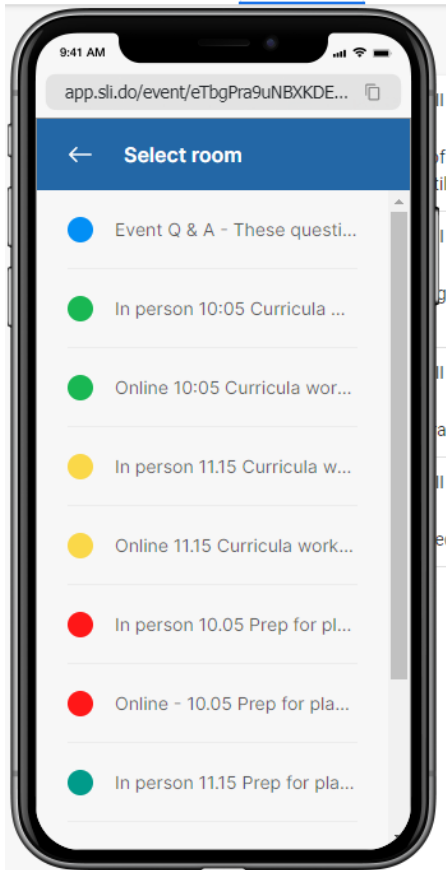 9:41 AM
app.sli.do/event/eTbgPra9uNBXKDE...
Select room
Event Q & A - These questi...
In person 10:05 Curricula ...
Online 10:05 Curricula wor...
In person 11.15 Curricula w...
Online 11.15 Curricula work...
In person 10.05 Prep for pl...
Online - 10.05 Prep for pla...
In person 11.15 Prep for pla...